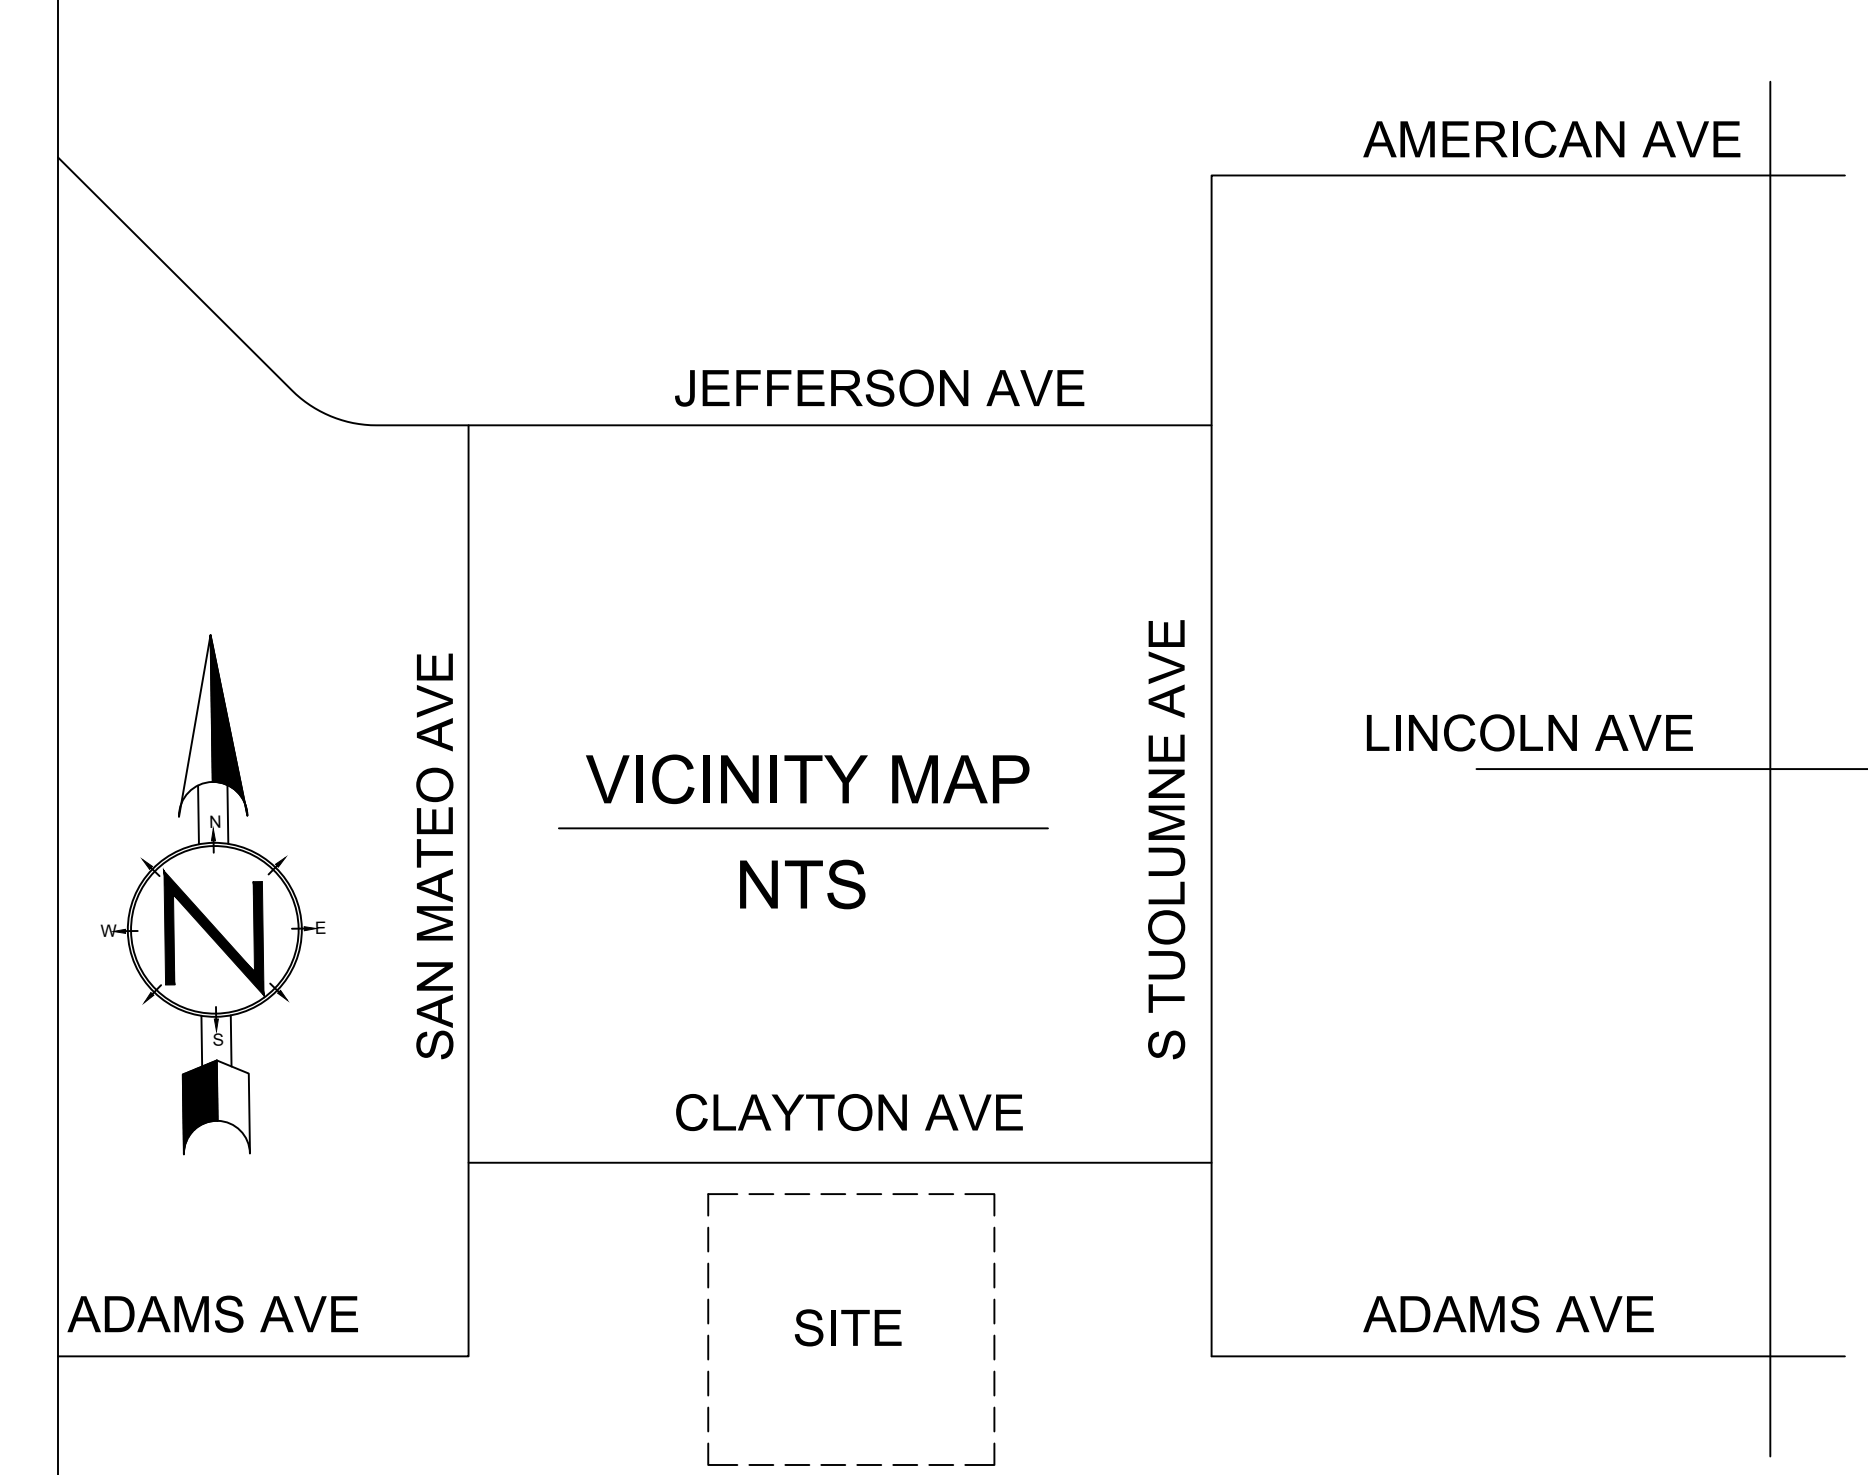 AMERICAN AVE
JEFFERSON AVE
SAN MATEO AVE
S TUOLUMNE AVE
LINCOLN AVE
VICINITY MAP
NTS
N
W
N
E
S
CLAYTON AVE
ADAMS AVE
SITE
ADAMS AVE